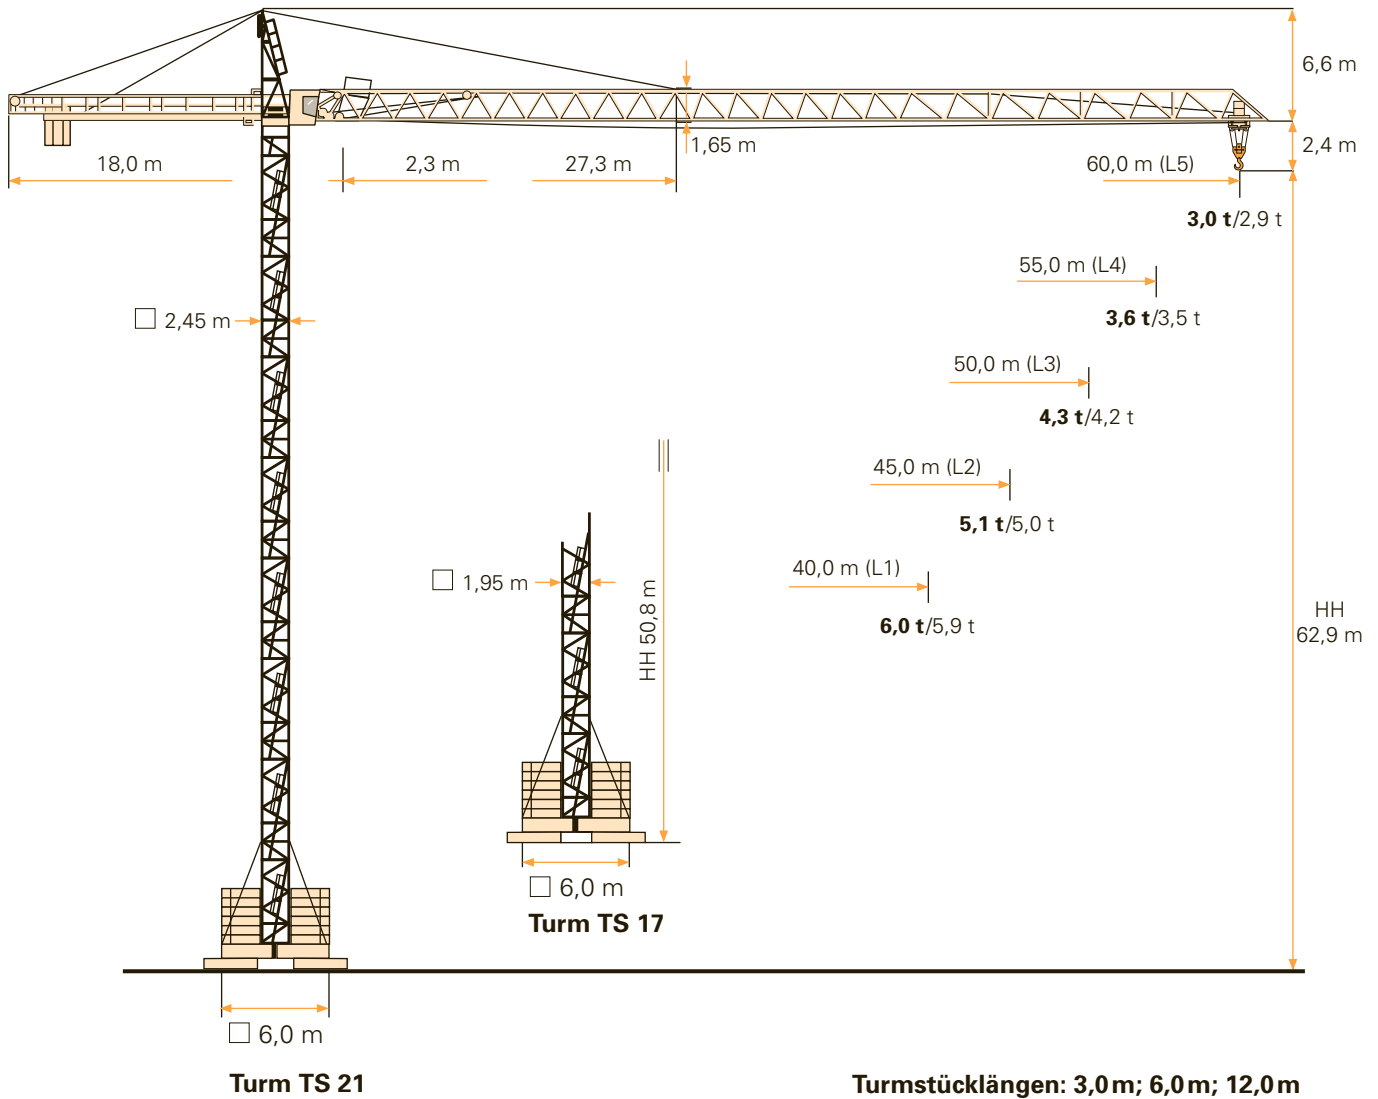 6,6 m
1,65 m
2,4 m
18,0 m
2,3 m
27,3 m
60,0 m (L5)
3,0 t/2,9 t
55,0 m (L4)
3,6 t/3,5 t
2,45 m
50,0 m (L3)
4,3 t/4,2 t
45,0 m (L2)
5,1 t/5,0 t
1,95 m
40,0 m (L1)
6,0 t/5,9 t
HH 50,8 m
HH
62,9 m
6,0 m
Turm TS 17
6,0 m
Turm TS 21
Turmstücklängen: 3,0 m; 6,0 m; 12,0 m